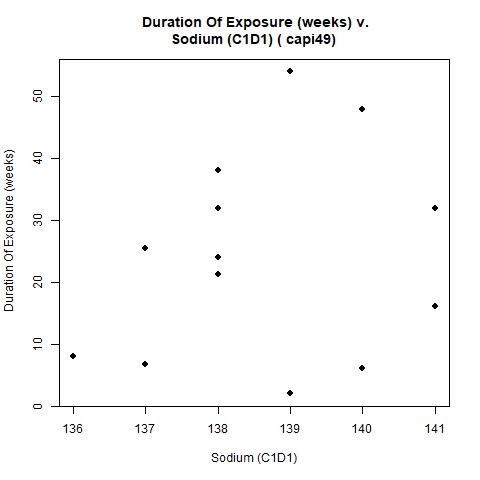 Duration Of Exposure (weeks) v.
Sodium (C1D1) ( capi49)
Duration Of Exposure (weeks)
50
40
30
20
10
0
136 137 138 139 140 141
Sodium (C1D1)